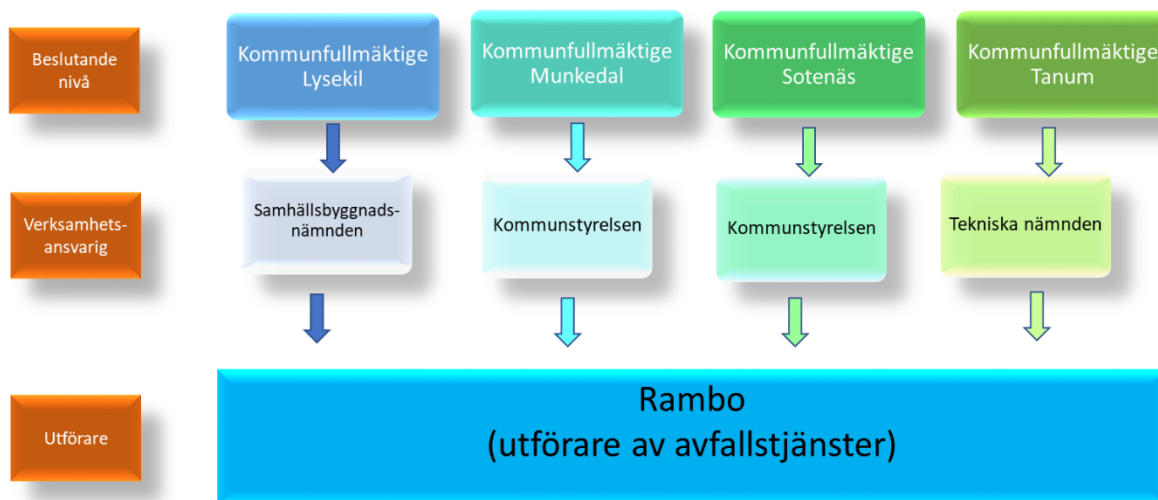 Beslutande
nivå
Kommunfullmäktige
Lysekil
Kommunfullmäktige
Munkedal
Kommunfullmäktige
Sotenäs
Kommunfullmäktige
Tanum
Verksamhets-
ansvarig
Samhällsbyggnads-
nämnden
Kommunstyrelsen
Kommunstyrelsen
Tekniska nämnden
Utförare
Rambo
(utförare av avfallstjänster)